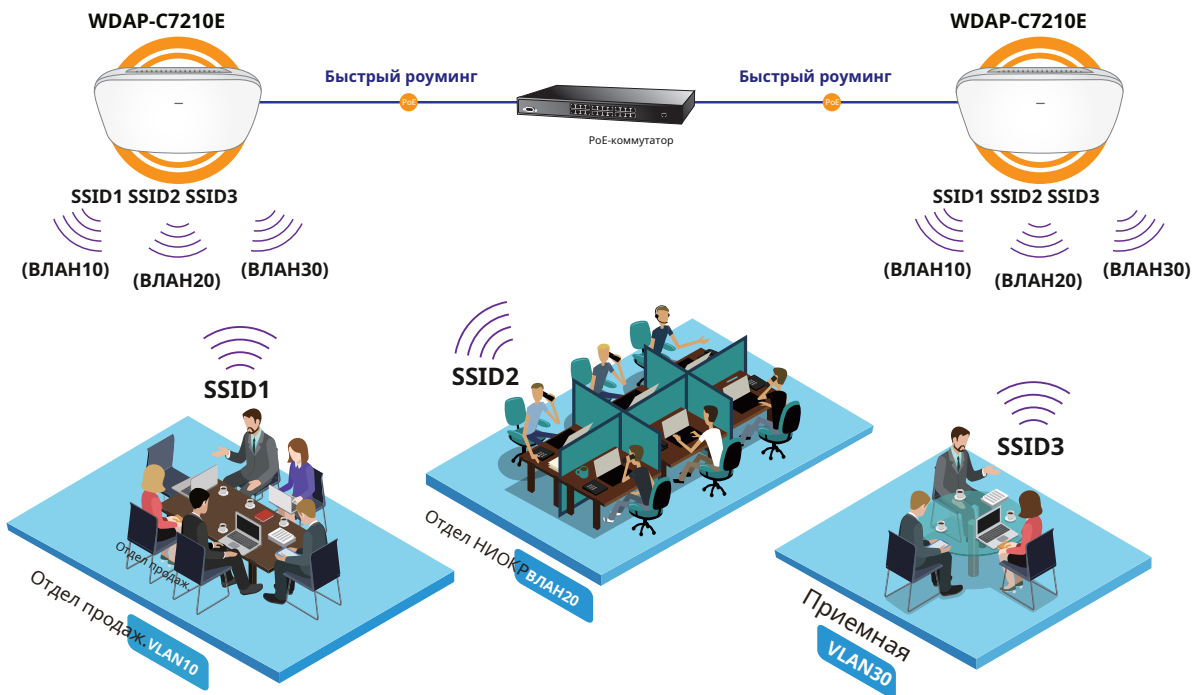 WDAP-C7210E
WDAP-C7210E
Быстрый роуминг
Быстрый роуминг
PoE
PoE
PoE-коммутатор
SSID1 SSID2 SSID3
SSID1 SSID2 SSID3
(ВЛАН10)
(ВЛАН20)
(ВЛАН30)
(ВЛАН10)
(ВЛАН20)
(ВЛАН30)
SSID1
SSID2
SSID3
Отдел продаж.
Отдел продаж.
VLAN10
Отдел НИОКР
ВЛАН20
Приемная
VLAN30